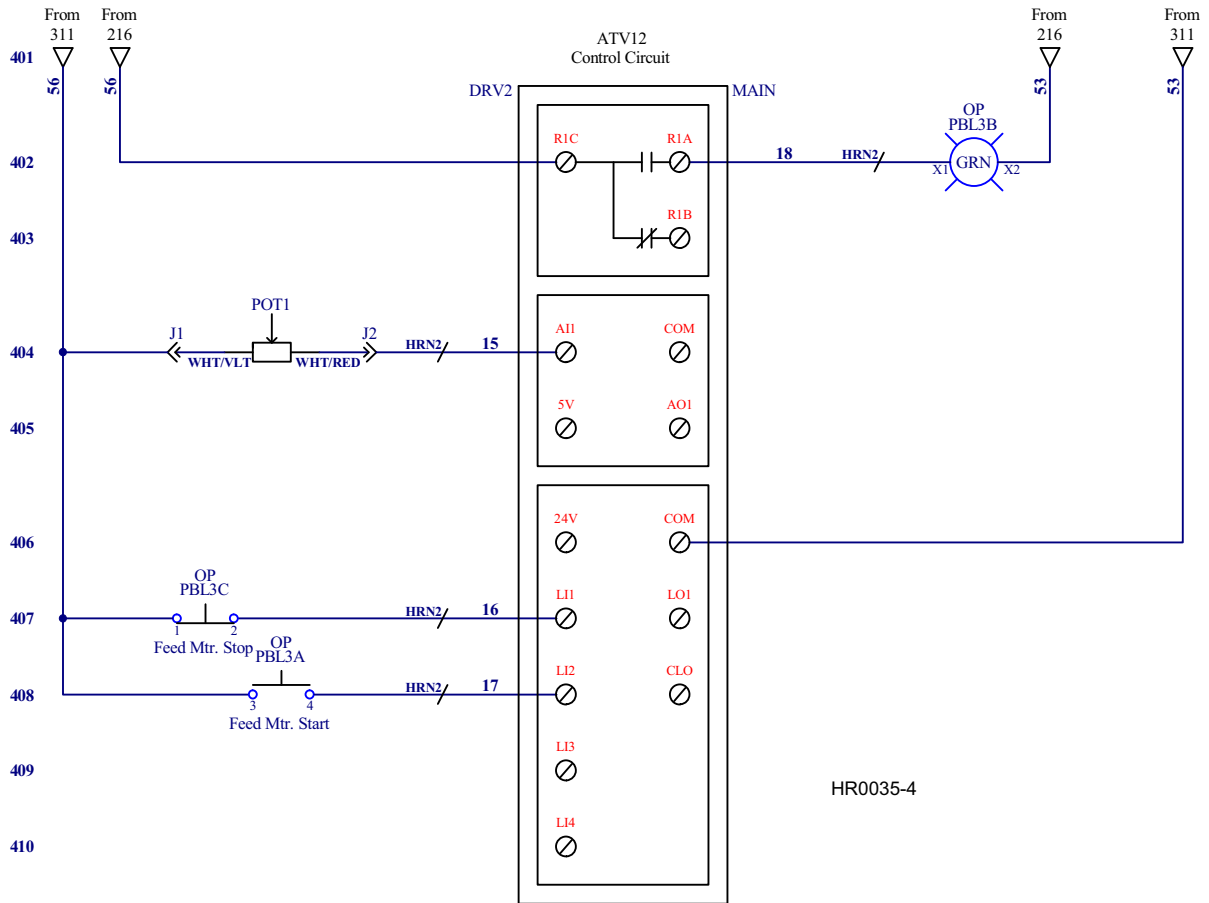 From
311
From
216
From
216
From
311
ATV12
Control Circuit
401
56
56
53
53
DRV2
MAIN
OP
PBL3B
R1C
R1A
402
18
HRN2
X1
GRN
X2
R1B
403
POT1
J1
J2
AI1
COM
404
WHT/VLT
WHT/RED
HRN2
15
5V
AO1
405
24V
COM
406
OP
PBL3C
LI1
LO1
407
1
2
HRN2
16
Feed Mtr. Stop
OP
PBL3A
LI2
CLO
408
3
4
HRN2
17
Feed Mtr. Start
LI3
409
HR0035-4
LI4
410